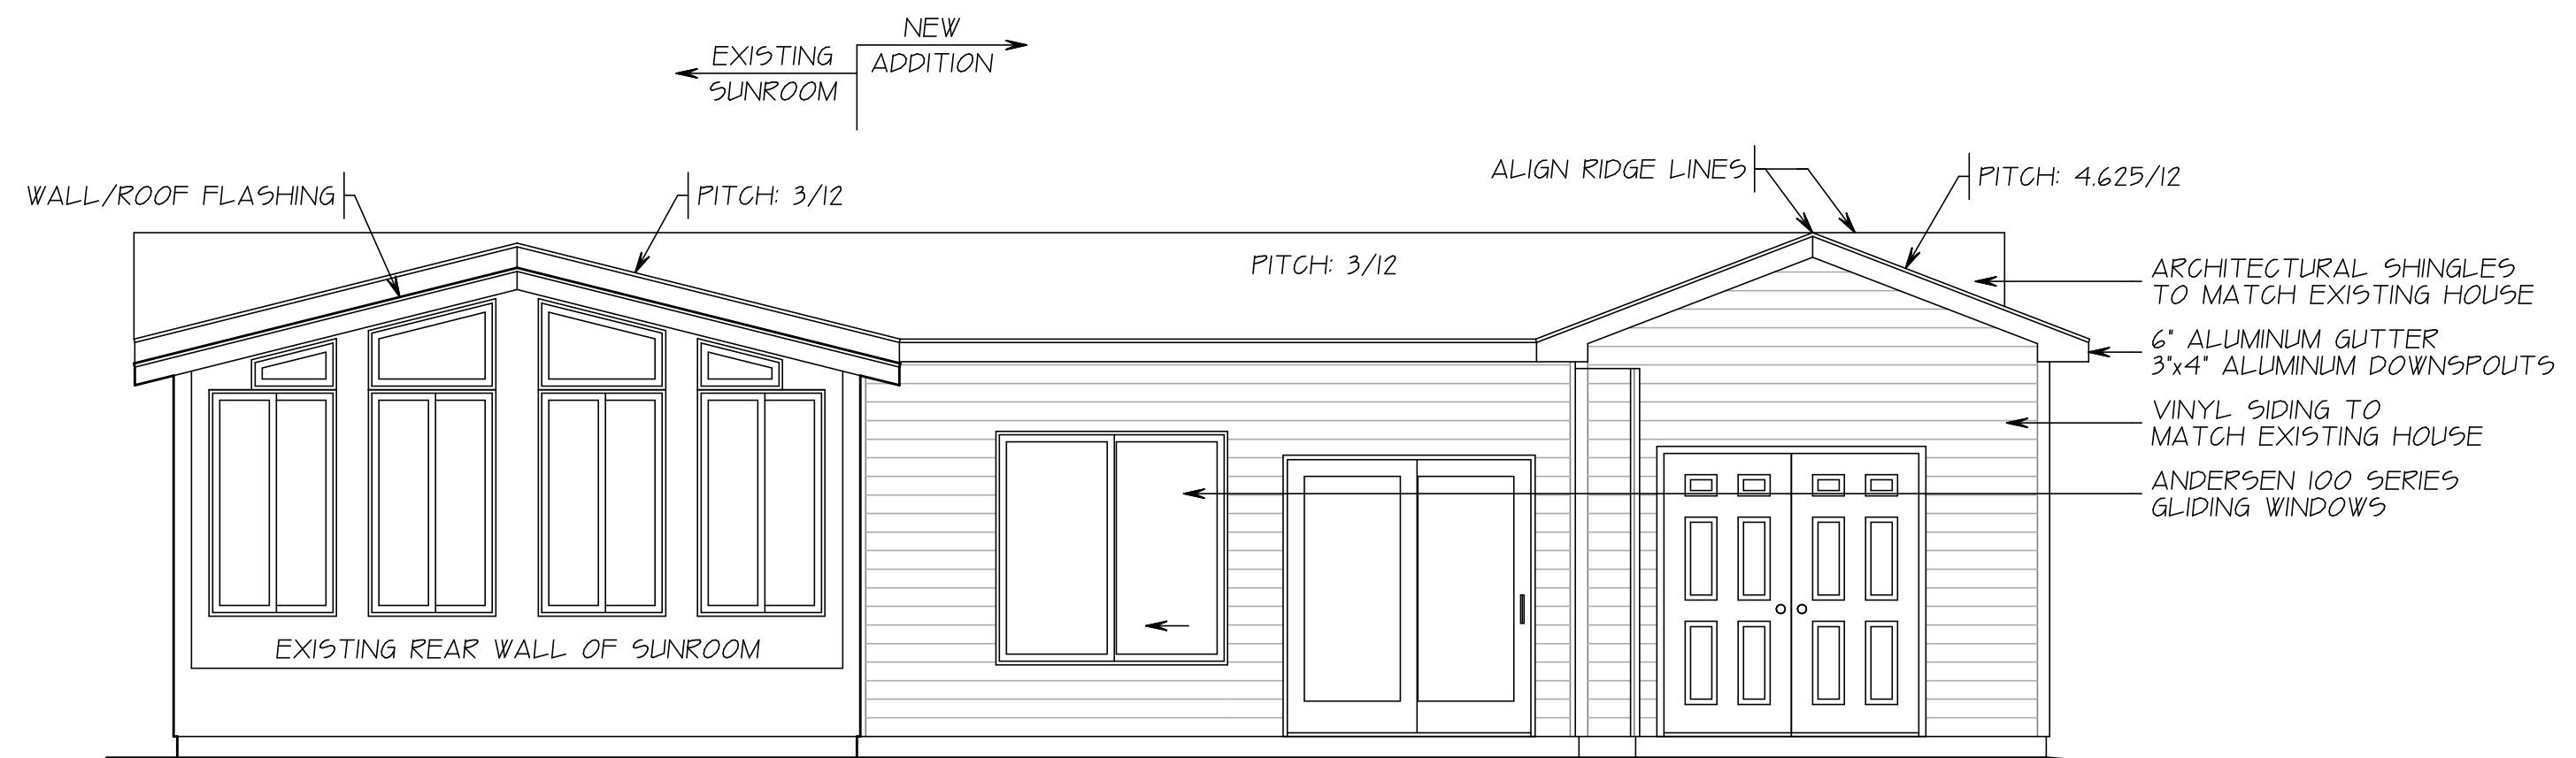 NEW
ADDITION
EXISTING
SUNROOM
WALL/ROOF FLASHING
PITCH: 3/12
ALIGN RIDGE LINES
PITCH: 4.625/12
PITCH: 3/12
ARCHITECTURAL SHINGLES
TO MATCH EXISTING HOUSE
6" ALUMINUM GUTTER
3"x4" ALUMINUM DOWNSPOUTS
VINYL SIDING TO
MATCH EXISTING HOUSE
ANDERSEN 100 SERIES
GLIDING WINDOWS
EXISTING REAR WALL OF SUNROOM